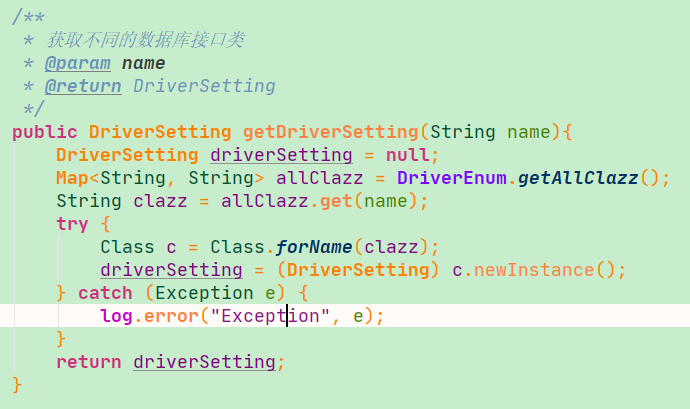 /**
 * 获取不同的数据库接口类
 * @param name
 * @return DriverSetting
 */
public DriverSetting getDriverSetting(String name){
    DriverSetting driverSetting = null;
    Map<String, String> allClazz = DriverEnum.getAllClazz();
    String clazz = allClazz.get(name);
    try {
        Class c = Class.forName(clazz);
        driverSetting = (DriverSetting) c.newInstance();
    } catch (Exception e) {
        log.error("Exception", e);
    }
    return driverSetting;
}